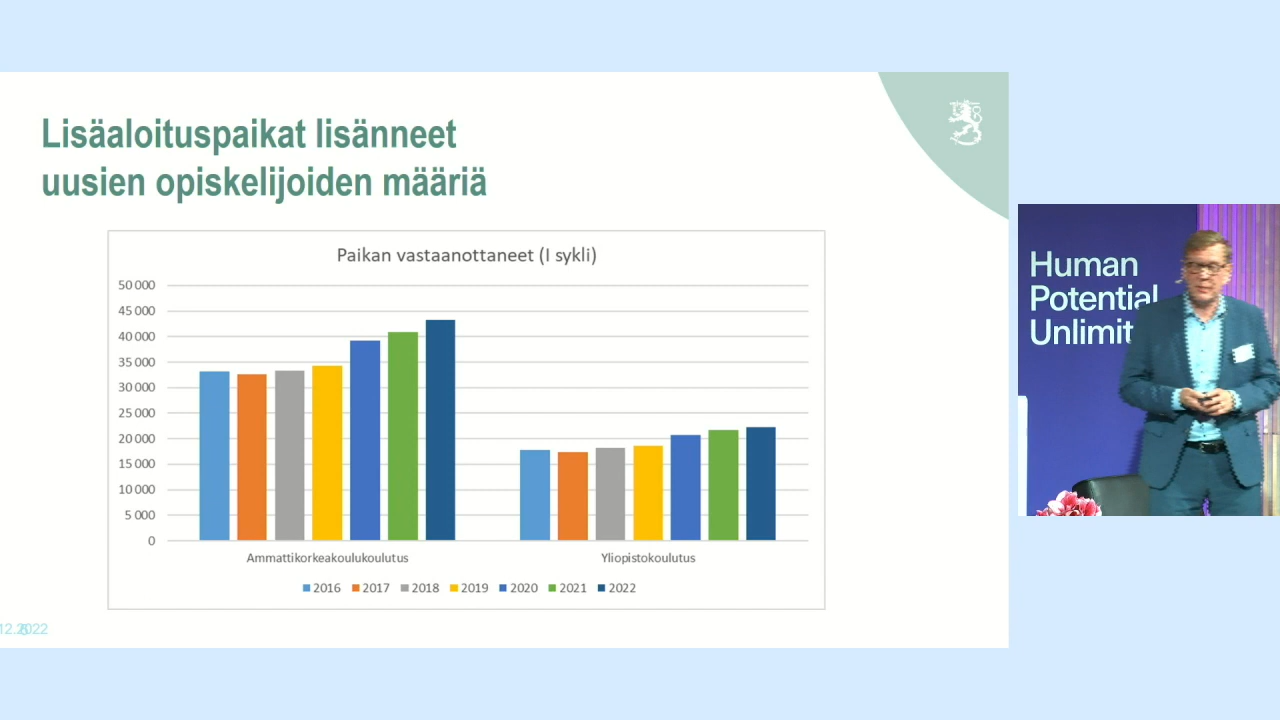 Lisäaloituspaikat lisänneet
uusien opiskelijoiden määriä
Paikan vastaanottaneet (I sykli)
50 000
45 000
40 000
35 000
30 000
25 000
20 000
15 000
10 000
5 000
0
Ammattikorkeakoulukoulutus
Yliopistokoulutus
2016
2017
2018
2019
2020
2021
2022
12.2022
Human
Potential
Unlimit